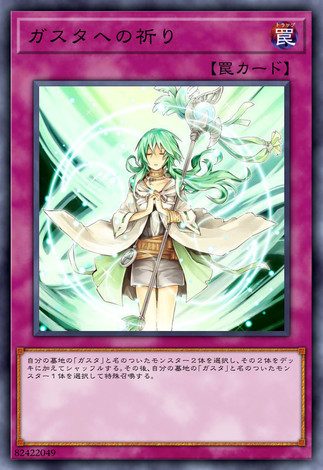 ガスタへの祈り
トラップ
罠
【罠カード】
自分の墓地の「ガスタ」と名のついたモンスター2体を選択し、その2体をデッ
キに加えてシャッフルする。その後、自分の墓地の「ガスタ」と名のついたモン
スター1体を選択して特殊召喚する。
82422049